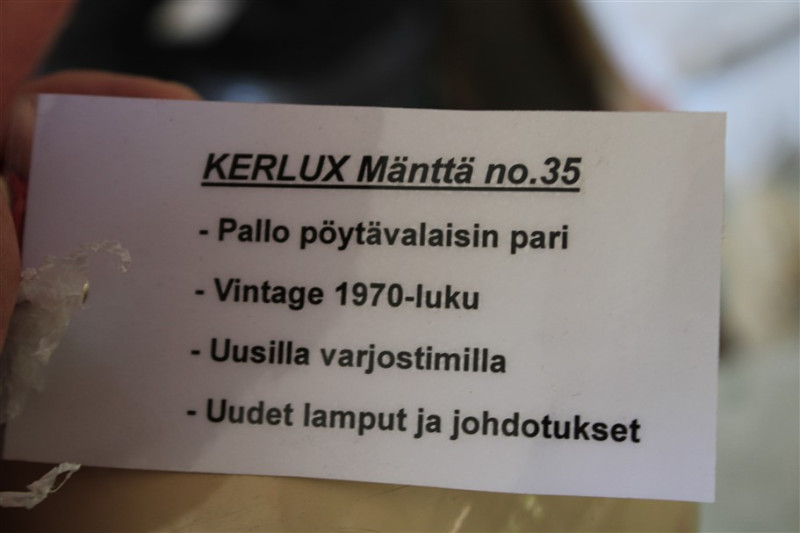 KERLUX Mänttä no.35
- Pallo pöytävalaisin pari
- Vintage 1970-luku
- Uusilla varjostimilla
- Uudet lamput ja johdotukset